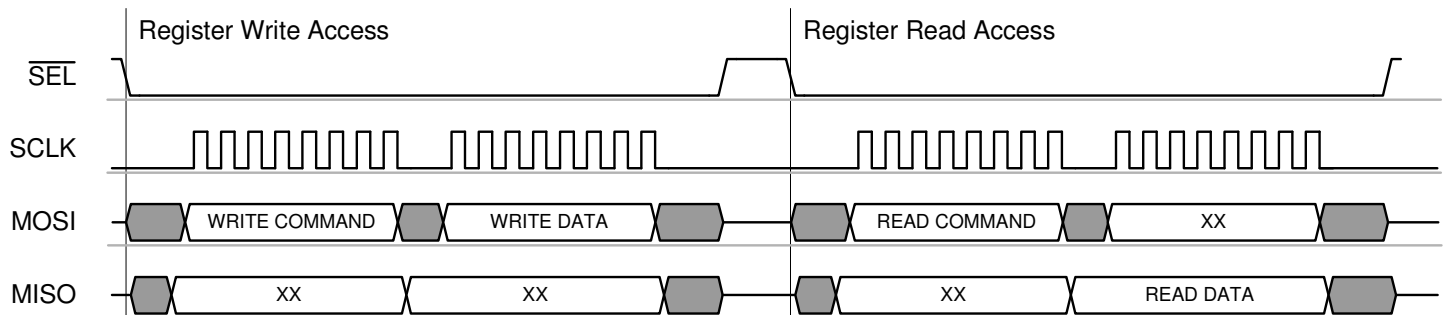 Register Write Access Register Read Access
SEL
SCLK
MOSI WRITE COMMAND WRITE DATA READ COMMAND XX
MISO XX XX XX READ DATA